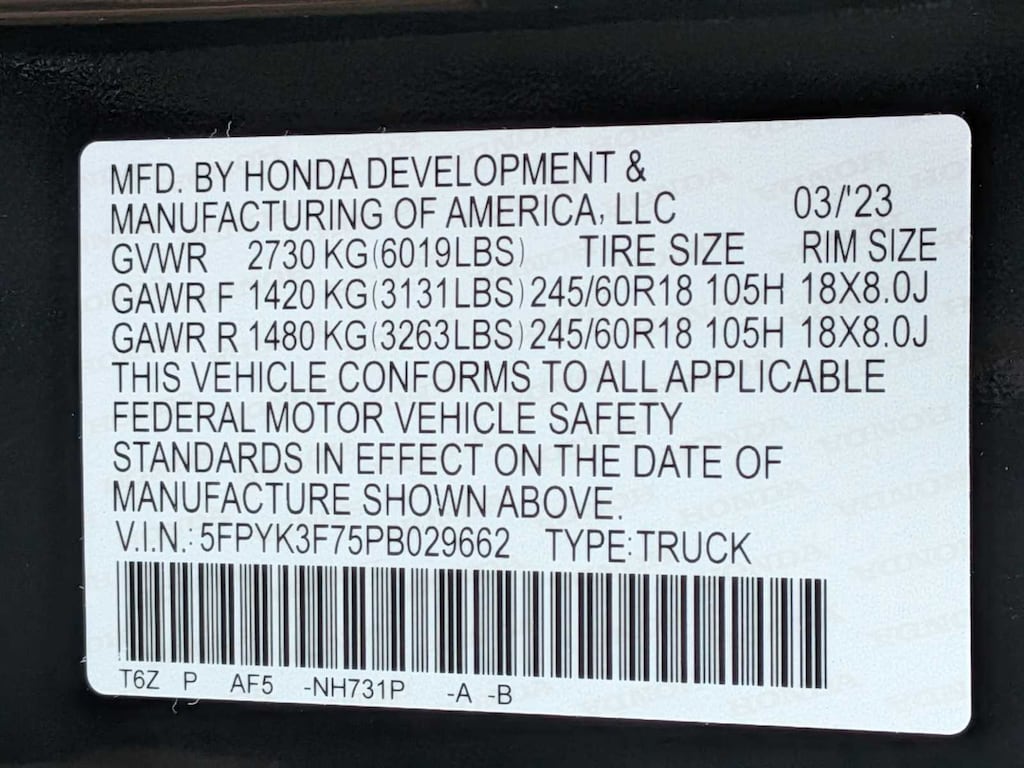 MFD. BY HONDA DEVELOPMENT &
MANUFACTURING OF AMERICA, LLC 03/'23
GVWR 2730 KG(6019LBS) TIRE SIZE RIM SIZE
GAWR F 1420 KG(3131LBS) 245/60R18 105H 18X8.0J
GAWR R 1480 KG(3263LBS) 245/60R18 105H 18X8.0J
THIS VEHICLE CONFORMS TO ALL APPLICABLE
FEDERAL MOTOR VEHICLE SAFETY
STANDARDS IN EFFECT ON THE DATE OF
MANUFACTURE SHOWN ABOVE.
V.I.N.: 5FPYK3F75PB029662 TYPE:TRUCK
T6Z P AF5 -NH731P -A -B